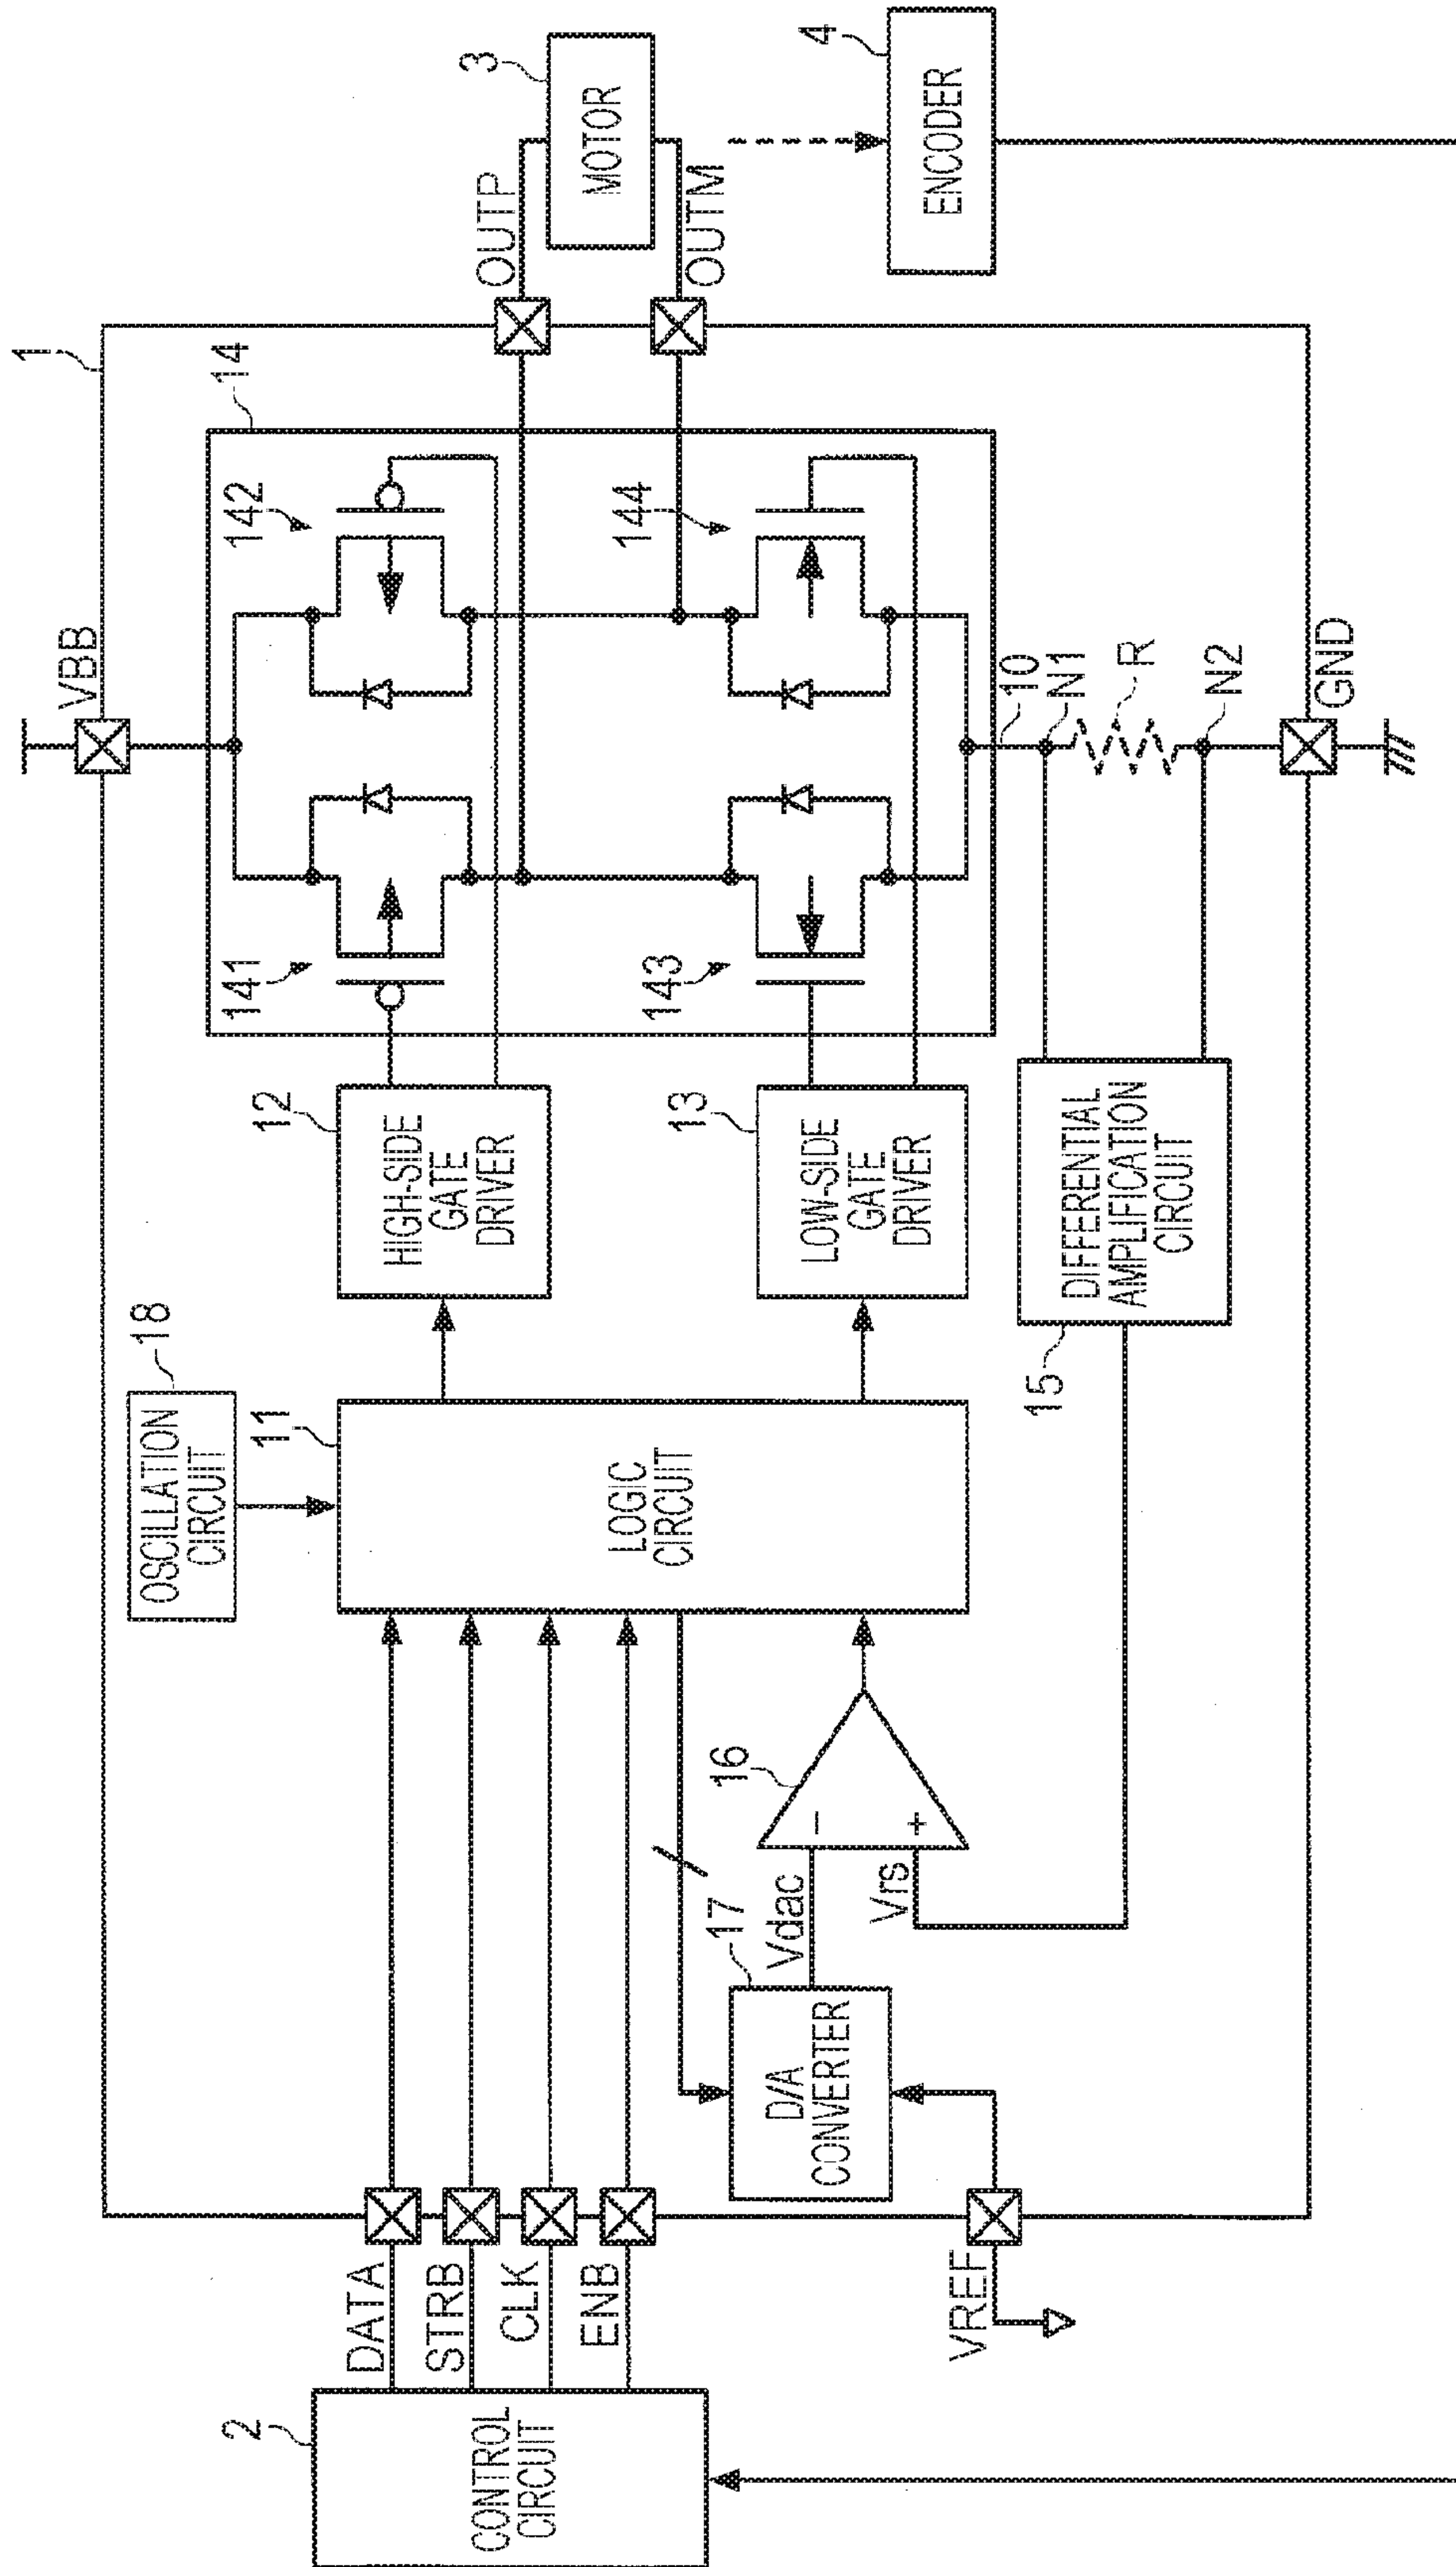 1
VBB
18
OSCILLATION
CIRCUIT
14
141
142
OUTP
3
MOTOR
OUTM
2
CONTROL
CIRCUIT
DATA
STRB
CLK
ENB
11
LOGIC
CIRCUIT
12
HIGH-SIDE
GATE
DRIVER
143
144
13
LOW-SIDE
GATE
DRIVER
4
ENCODER
17
D/A
CONVERTER
Vdac
Vrs
16
−
+
VREF
15
DIFFERENTIAL
AMPLIFICATION
CIRCUIT
10
N1
R
N2
GND